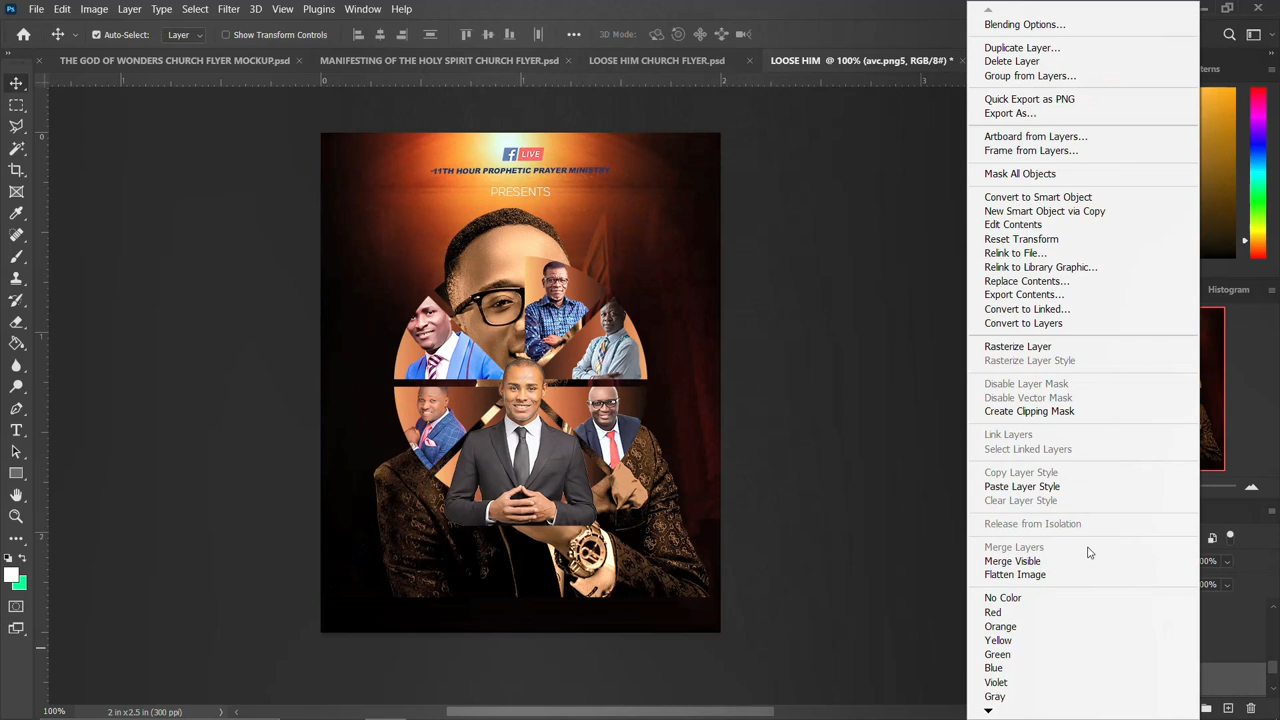 File Edit Image Layer Type Select Filter 3D View Plugins Window Help
Auto-Select: Layer Show Transform Controls 3D Mode:
THE GOD OF WONDERS CHURCH FLYER MOCKUP.psd MANIFESTING OF THE HOLY SPIRIT CHURCH FLYER.psd LOOSE HIM CHURCH FLYER.psd LOOSE HIM @ 100% (avc.png5, RGB/8#) *
0 2 3
0
1
2
f LIVE
-11TH HOUR PROPHETIC PRAYER MINISTRY
PRESENTS
Blending Options...
Duplicate Layer...
Delete Layer
Group from Layers...
Quick Export as PNG
Export As...
Artboard from Layers...
Frame from Layers...
Mask All Objects
Convert to Smart Object
New Smart Object via Copy
Edit Contents
Reset Transform
Relink to File...
Relink to Library Graphic...
Replace Contents...
Export Contents...
Convert to Linked...
Convert to Layers
Rasterize Layer
Rasterize Layer Style
Disable Layer Mask
Disable Vector Mask
Create Clipping Mask
Link Layers
Select Linked Layers
Copy Layer Style
Paste Layer Style
Clear Layer Style
Release from Isolation
Merge Layers
Merge Visible
Flatten Image
No Color
Red
Orange
Yellow
Green
Blue
Violet
Gray
Histogram
100% 2 in x 2.5 in (300 ppi)